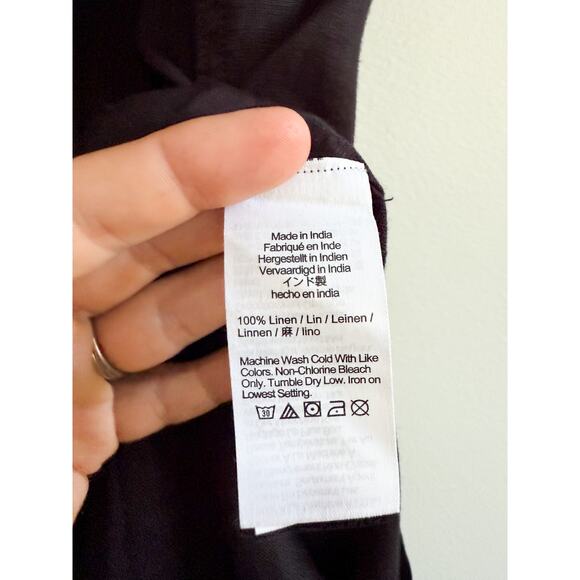 Made in India
Fabriqué en Inde
Hergestellt in Indien
Vervaardigd in India
インド製
hecho en india
100% Linen / Lin / Leinen /
Linnen / 麻 / lino
Machine Wash Cold With Like
Colors. Non-Chlorine Bleach
Only. Tumble Dry Low. Iron on
Lowest Setting.
30